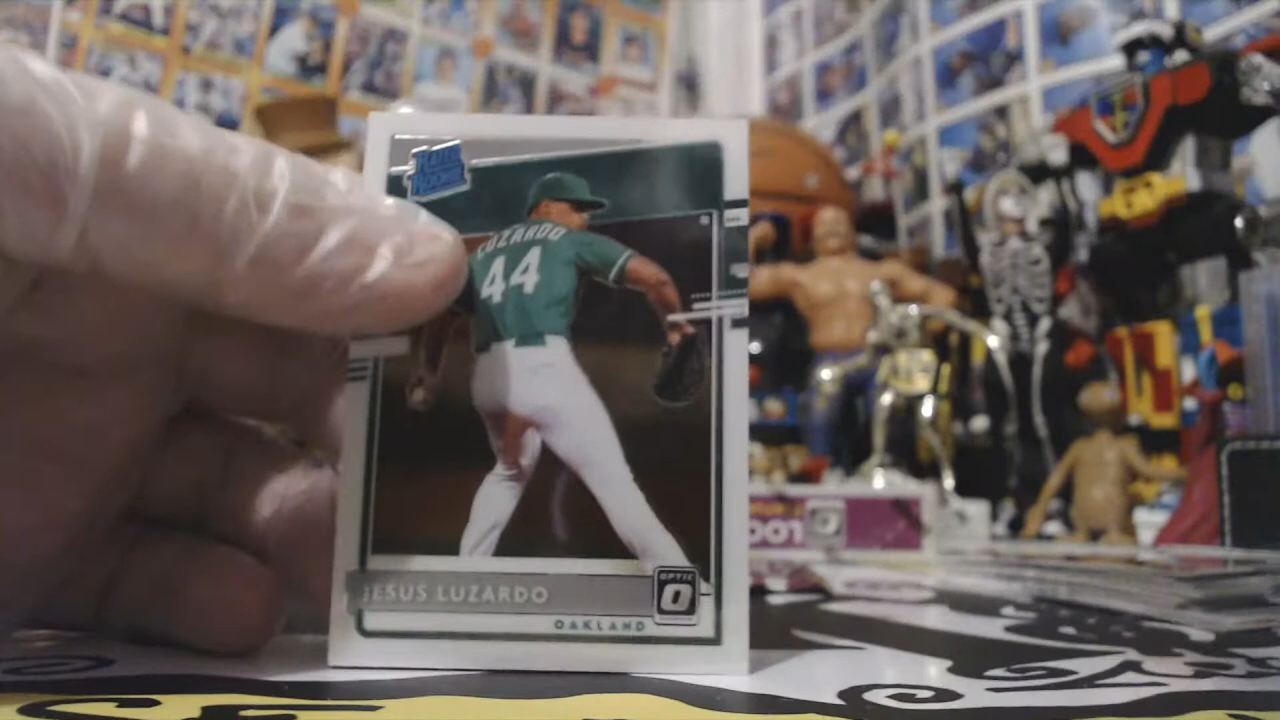 RATED
ROOKIE
LUZARDO
44
JESUS LUZARDO
OPTIC
O
OAKLAND